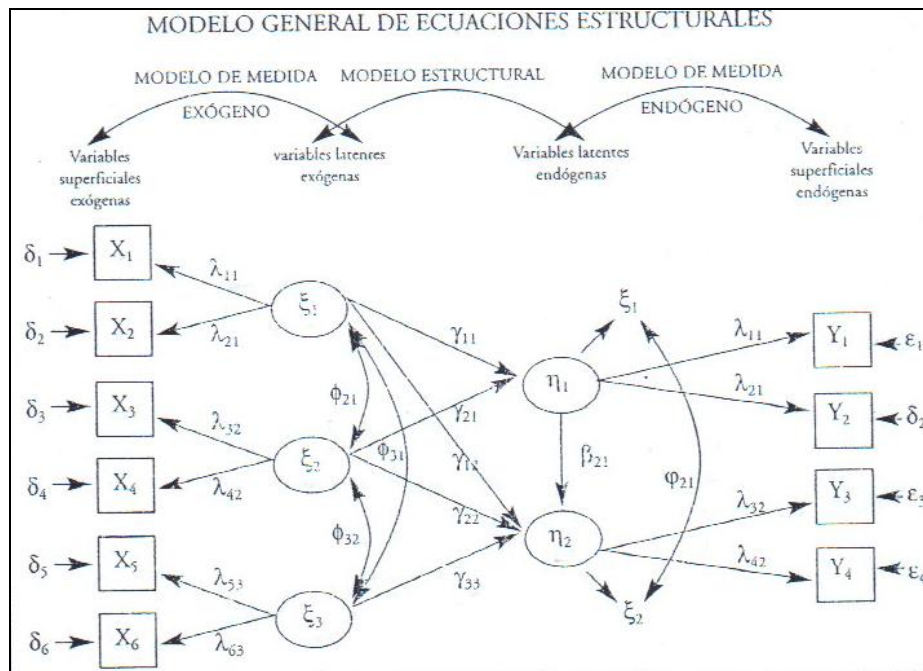 MODELO GENERAL DE ECUACIONES ESTRUCTURALES
MODELO DE MEDIDA
EXÓGENO
MODELO ESTRUCTURAL
MODELO DE MEDIDA
ENDÓGENO
Variables
superficiales
exógenas
variables latentes
exógenas
Variables latentes
endógenas
Variables
superficiales
endógenas
δ1
X1
λ11
δ2
X2
λ21
ξ1
δ3
X3
λ32
δ4
X4
λ42
ξ2
δ5
X5
λ53
δ6
X6
λ63
ξ3
ϕ21
ϕ31
ϕ32
γ11
γ21
γ12
γ22
γ33
η1
β21
η2
ξ1
φ21
ξ2
λ11
Y1
ε1
λ21
Y2
δ2
λ32
Y3
λ42
Y4